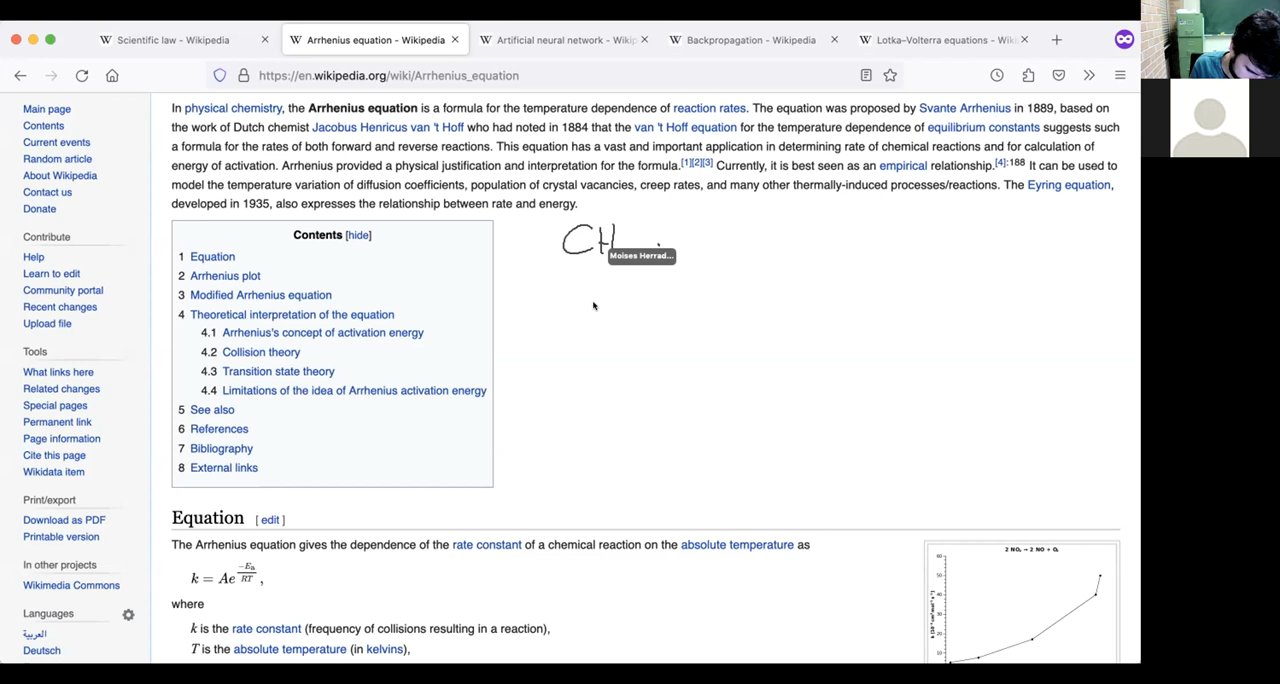 Scientific law - Wikipedia
Arrhenius equation - Wikipedia
Artificial neural network - Wikip
Backpropagation - Wikipedia
Lotka–Volterra equations - Wiki
https://en.wikipedia.org/wiki/Arrhenius_equation
Main page
Contents
Current events
Random article
About Wikipedia
Contact us
Donate
Contribute
Help
Learn to edit
Community portal
Recent changes
Upload file
Tools
What links here
Related changes
Special pages
Permanent link
Page information
Cite this page
Wikidata item
Print/export
Download as PDF
Printable version
In other projects
Wikimedia Commons
Languages
العربية
Deutsch
In physical chemistry, the Arrhenius equation is a formula for the temperature dependence of reaction rates. The equation was proposed by Svante Arrhenius in 1889, based on
the work of Dutch chemist Jacobus Henricus van 't Hoff who had noted in 1884 that the van 't Hoff equation for the temperature dependence of equilibrium constants suggests such
a formula for the rates of both forward and reverse reactions. This equation has a vast and important application in determining rate of chemical reactions and for calculation of
energy of activation. Arrhenius provided a physical justification and interpretation for the formula.[1][2][3] Currently, it is best seen as an empirical relationship.[4]:188 It can be used to
model the temperature variation of diffusion coefficients, population of crystal vacancies, creep rates, and many other thermally-induced processes/reactions. The Eyring equation,
developed in 1935, also expresses the relationship between rate and energy.
Contents [hide]
1 Equation
2 Arrhenius plot
3 Modified Arrhenius equation
4 Theoretical interpretation of the equation
4.1 Arrhenius's concept of activation energy
4.2 Collision theory
4.3 Transition state theory
4.4 Limitations of the idea of Arrhenius activation energy
5 See also
6 References
7 Bibliography
8 External links
CH
Moises Herrad...
Equation [ edit ]
The Arrhenius equation gives the dependence of the rate constant of a chemical reaction on the absolute temperature as
k = Ae^{-E_a/RT},
where
k is the rate constant (frequency of collisions resulting in a reaction),
T is the absolute temperature (in kelvins),
2 NO₂ → 2 NO + O₂
60
50
40
30
20
10